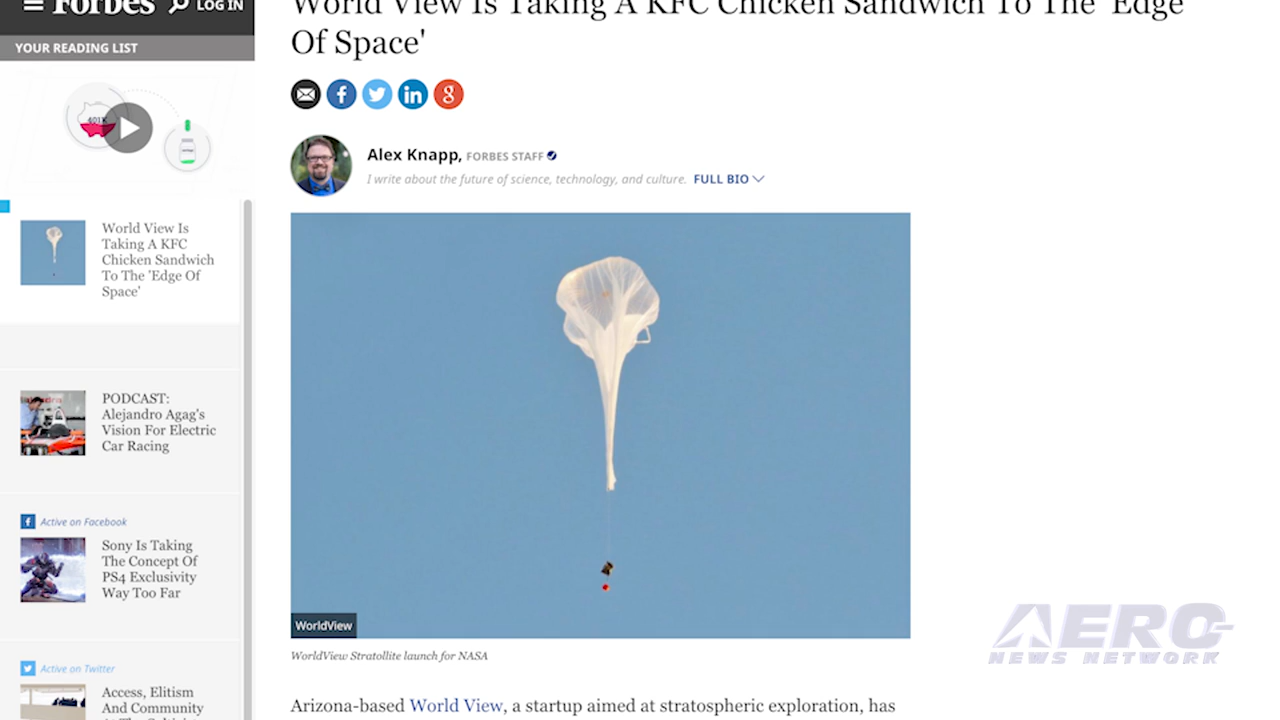 Forbes
LOG IN
YOUR READING LIST
401K
World View Is
Taking A KFC
Chicken Sandwich
To The 'Edge Of
Space'
PODCAST:
Alejandro Agag's
Vision For Electric
Car Racing
Active on Facebook
Sony Is Taking
The Concept Of
PS4 Exclusivity
Way Too Far
Active on Twitter
Access, Elitism
And Community
World View Is Taking A KFC Chicken Sandwich To The 'Edge
Of Space'
Alex Knapp, FORBES STAFF
I write about the future of science, technology, and culture. FULL BIO
WorldView
WorldView Stratollite launch for NASA
Arizona-based World View, a startup aimed at stratospheric exploration, has
AERO
NEWS NETWORK